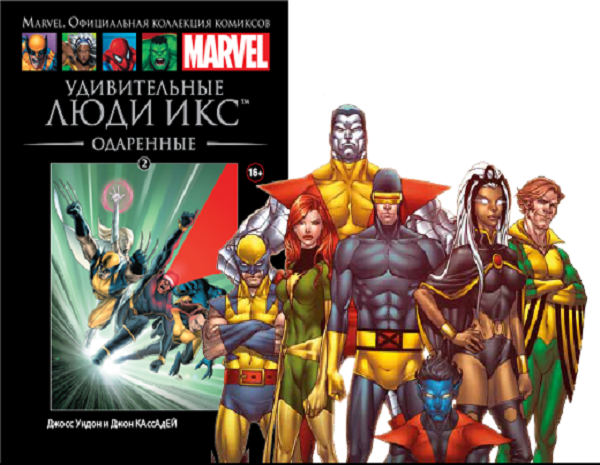 MARVEL. ОФИЦИАЛЬНАЯ КОЛЛЕКЦИЯ КОМИКСОВ
MARVEL
УДИВИТЕЛЬНЫЕ
ЛЮДИ ИКС™
ОДАРЕННЫЕ
2
16+
Джосс Уидон и Джон КАссАдЕЙ